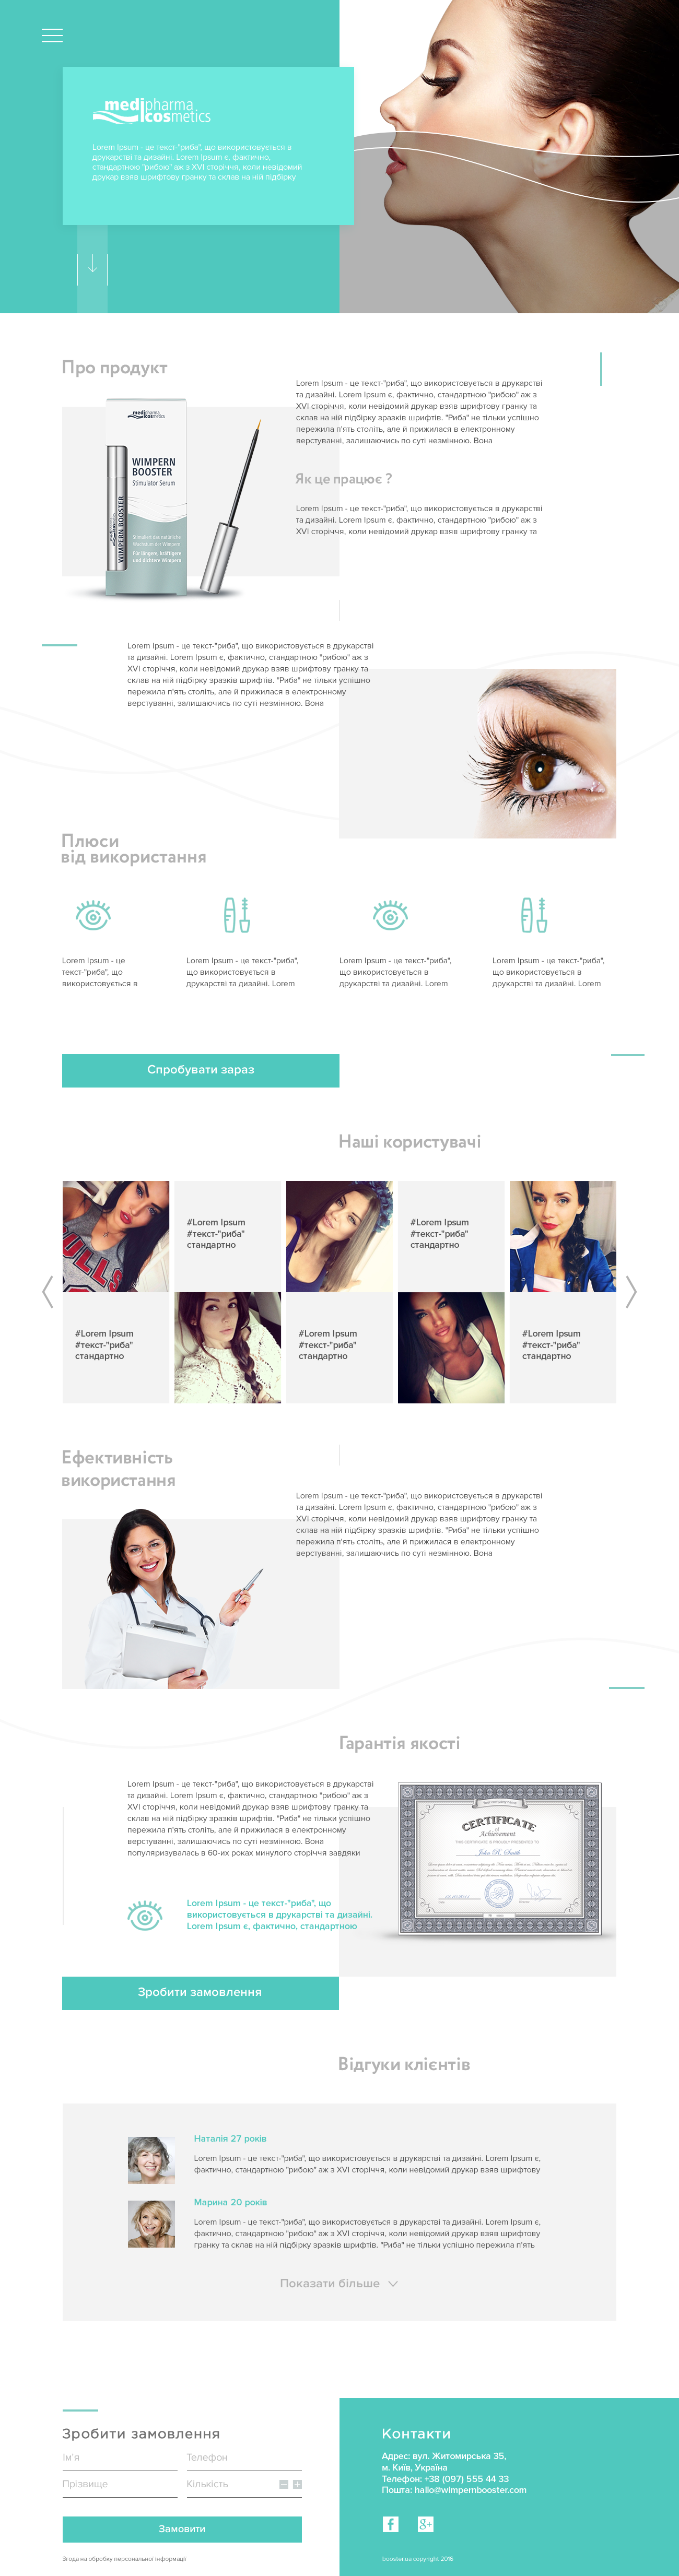 medipharma
cosmetics
Lorem Ipsum - це текст-"риба", що використовується в
друкарстві та дизайні. Lorem Ipsum є, фактично,
стандартною "рибою" аж з XVI сторіччя, коли невідомий
друкар взяв шрифтову гранку та склав на ній підбірку
Про продукт
Lorem Ipsum - це текст-"риба", що використовується в друкарстві
та дизайні. Lorem Ipsum є, фактично, стандартною "рибою" аж з
XVI сторіччя, коли невідомий друкар взяв шрифтову гранку та
склав на ній підбірку зразків шрифтів. "Риба" не тільки успішно
пережила п'ять століть, але й прижилася в електронному
верстуванні, залишаючись по суті незмінною. Вона
medipharma
cosmetics
WIMPERN
BOOSTER
Stimulator Serum
WIMPERN BOOSTER
Stimuliert das natürliche
Wachstum der Wimpern
Für längere, kräftigere
und dichtere Wimpern
Як це працює ?
Lorem Ipsum - це текст-"риба", що використовується в друкарстві
та дизайні. Lorem Ipsum є, фактично, стандартною "рибою" аж з
XVI сторіччя, коли невідомий друкар взяв шрифтову гранку та
Lorem Ipsum - це текст-"риба", що використовується в друкарстві
та дизайні. Lorem Ipsum є, фактично, стандартною "рибою" аж з
XVI сторіччя, коли невідомий друкар взяв шрифтову гранку та
склав на ній підбірку зразків шрифтів. "Риба" не тільки успішно
пережила п'ять століть, але й прижилася в електронному
верстуванні, залишаючись по суті незмінною. Вона
Плюси
від використання
Lorem Ipsum - це
текст-"риба", що
використовується в
Lorem Ipsum - це текст-"риба",
що використовується в
друкарстві та дизайні. Lorem
Lorem Ipsum - це текст-"риба",
що використовується в
друкарстві та дизайні. Lorem
Lorem Ipsum - це текст-"риба",
що використовується в
друкарстві та дизайні. Lorem
Спробувати зараз
Наші користувачі
#Lorem Ipsum
#текст-"риба"
стандартно
#Lorem Ipsum
#текст-"риба"
стандартно
#Lorem Ipsum
#текст-"риба"
стандартно
#Lorem Ipsum
#текст-"риба"
стандартно
#Lorem Ipsum
#текст-"риба"
стандартно
Ефективність
використання
Lorem Ipsum - це текст-"риба", що використовується в друкарстві
та дизайні. Lorem Ipsum є, фактично, стандартною "рибою" аж з
XVI сторіччя, коли невідомий друкар взяв шрифтову гранку та
склав на ній підбірку зразків шрифтів. "Риба" не тільки успішно
пережила п'ять століть, але й прижилася в електронному
верстуванні, залишаючись по суті незмінною. Вона
Гарантія якості
Lorem Ipsum - це текст-"риба", що використовується в друкарстві
та дизайні. Lorem Ipsum є, фактично, стандартною "рибою" аж з
XVI сторіччя, коли невідомий друкар взяв шрифтову гранку та
склав на ній підбірку зразків шрифтів. "Риба" не тільки успішно
пережила п'ять століть, але й прижилася в електронному
верстуванні, залишаючись по суті незмінною. Вона
популяризувалась в 60-их роках минулого сторіччя завдяки
CERTIFICATE
of
Achievement
THIS CERTIFICATE IS PROUDLY PRESENTED TO
John R. Smith
Lorem Ipsum - це текст-"риба", що
використовується в друкарстві та дизайні.
Lorem Ipsum є, фактично, стандартною
Зробити замовлення
Відгуки клієнтів
Наталія 27 років
Lorem Ipsum - це текст-"риба", що використовується в друкарстві та дизайні. Lorem Ipsum є,
фактично, стандартною "рибою" аж з XVI сторіччя, коли невідомий друкар взяв шрифтову
Марина 20 років
Lorem Ipsum - це текст-"риба", що використовується в друкарстві та дизайні. Lorem Ipsum є,
фактично, стандартною "рибою" аж з XVI сторіччя, коли невідомий друкар взяв шрифтову
гранку та склав на ній підбірку зразків шрифтів. "Риба" не тільки успішно пережила п'ять
Показати більше
Зробити замовлення
Ім'я
Телефон
Прізвище
Кількість
Замовити
Згода на обробку персональної інформації
Контакти
Адрес: вул. Житомирська 35,
м. Київ, Україна
Телефон: +38 (097) 555 44 33
Пошта: hallo@wimpernbooster.com
booster.ua copyright 2016